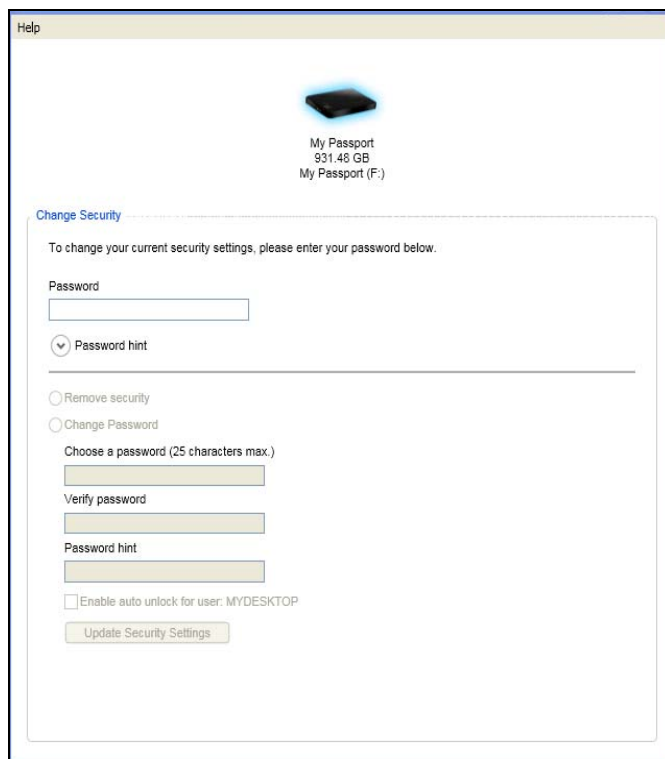 Help
My Passport
931.48 GB
My Passport (F:)
Change Security
To change your current security settings, please enter your password below.
Password
Password hint
Remove security
Change Password
Choose a password (25 characters max.)
Verify password
Password hint
Enable auto unlock for user: MYDESKTOP
Update Security Settings